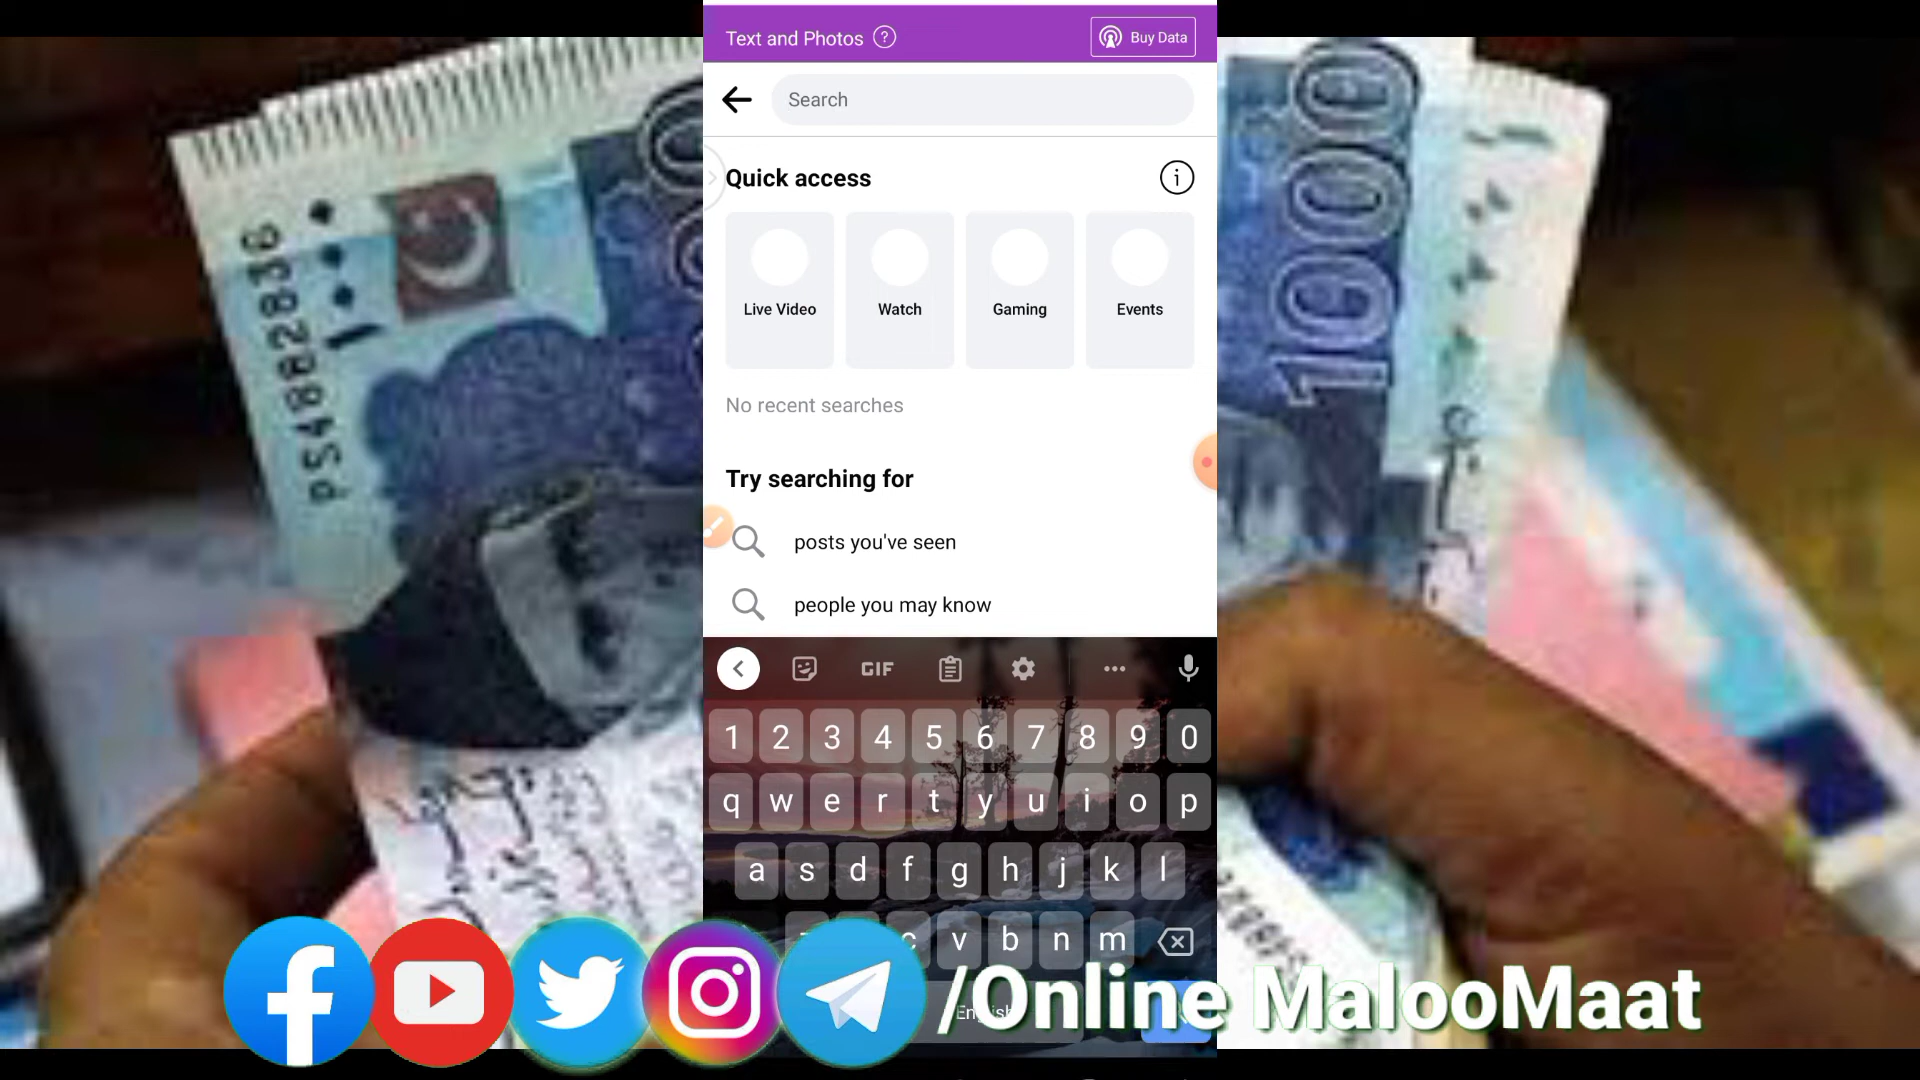 Text and Photos ?
Buy Data
Search
Quick access
Live Video
Watch
Gaming
Events
No recent searches
Try searching for
posts you've seen
people you may know
GIF
1 2 3 4 5 6 7 8 9 0
q w e r t y u i o p
a s d f g h j k l
c v b n m
/Online MalooMaat
1000